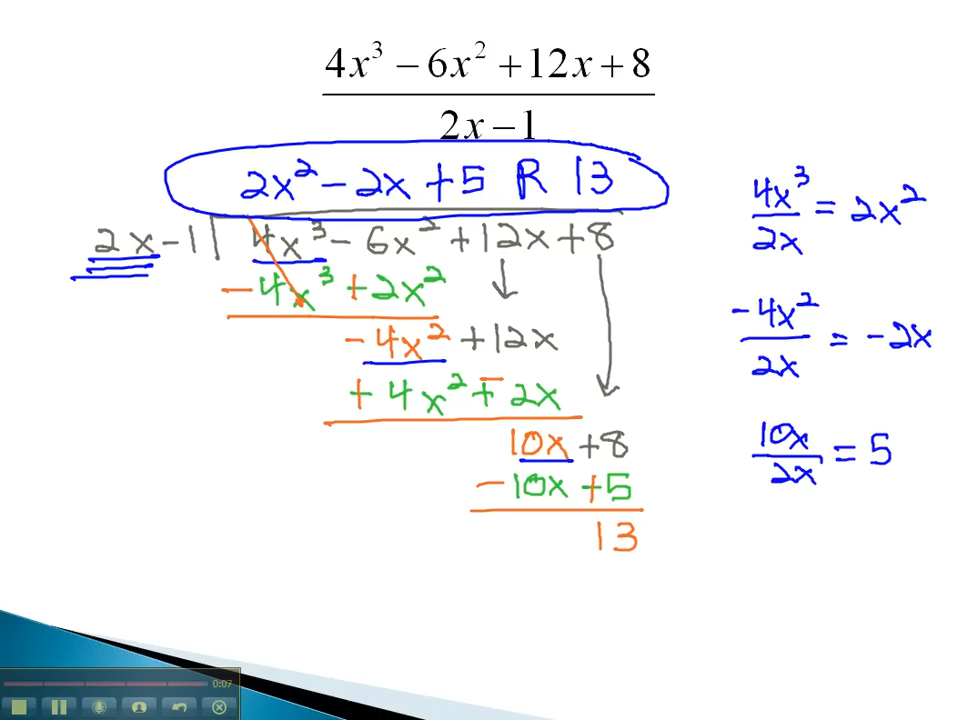 4x³ − 6x² + 12x + 8
2x − 1
2x² − 2x + 5 R 13
2x − 1 4x³ − 6x² + 12x + 8
− 4x³ + 2x²
− 4x² + 12x
+ 4x² ∓ 2x
10x + 8
− 10x + 5
13
4x³
2x
= 2x²
− 4x²
2x
= − 2x
10x
2x
= 5
0:07